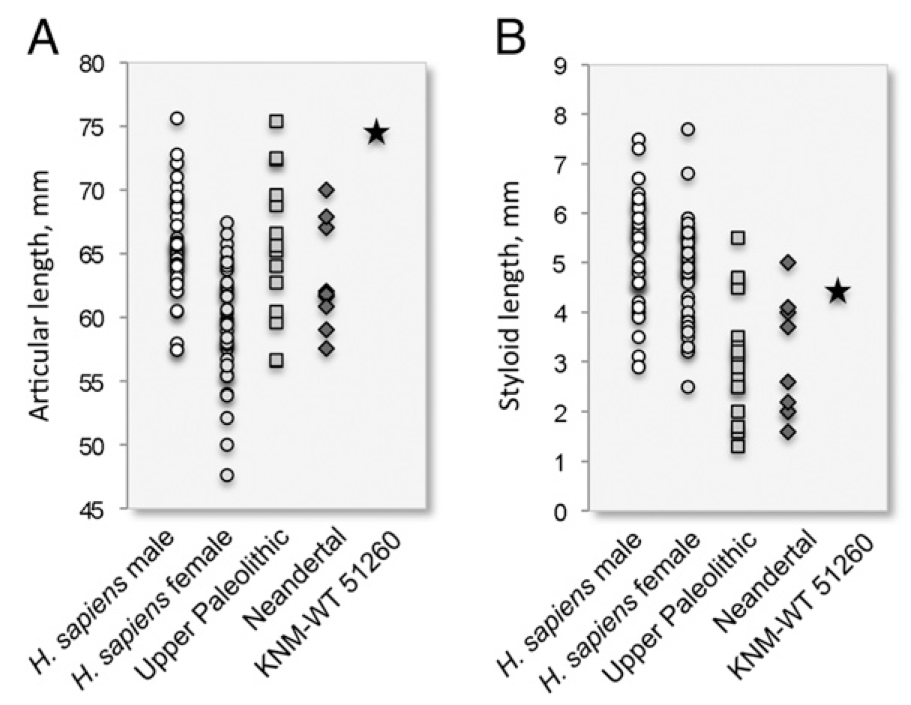 A
Articular length, mm
80
75
70
65
60
55
50
45
H. sapiens male
H. sapiens female
Upper Paleolithic
Neandertal
KNM-WT 51260
B
Styloid length, mm
9
8
7
6
5
4
3
2
1
0
H. sapiens male
H. sapiens female
Upper Paleolithic
Neandertal
KNM-WT 51260